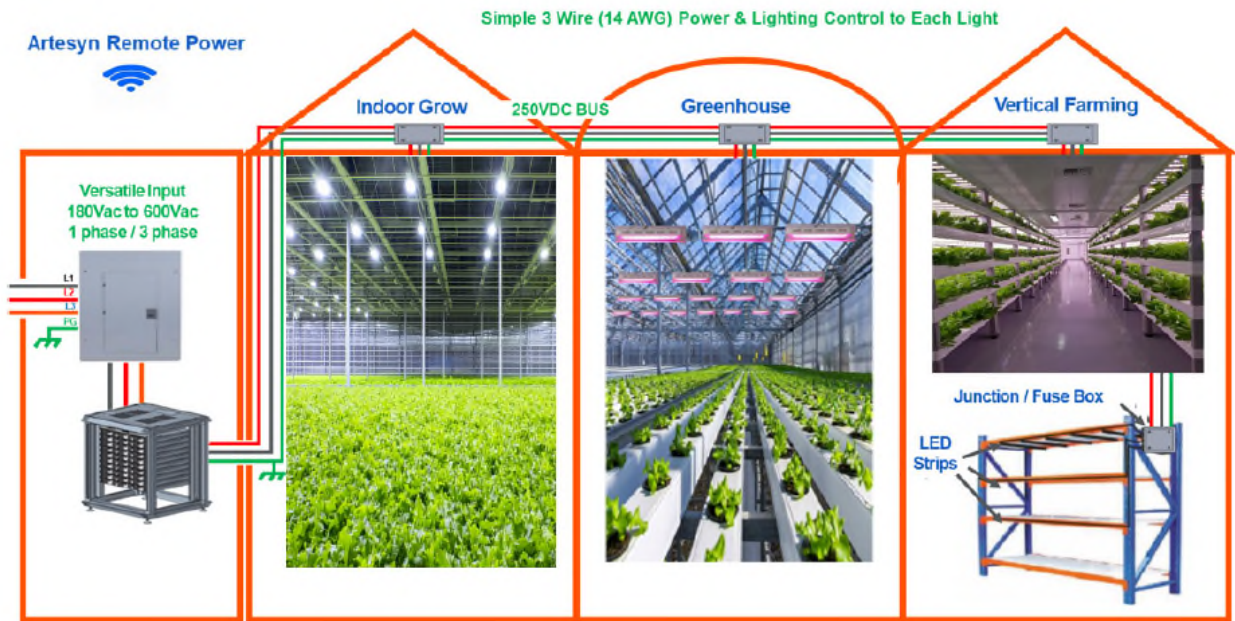 Simple 3 Wire (14 AWG) Power & Lighting Control to Each Light
Artesyn Remote Power
Indoor Grow
250VDC BUS
Greenhouse
Vertical Farming
Versatile Input
180Vac to 600Vac
1 phase / 3 phase
L1
L2
L3
PG
Junction / Fuse Box
LED
Strips